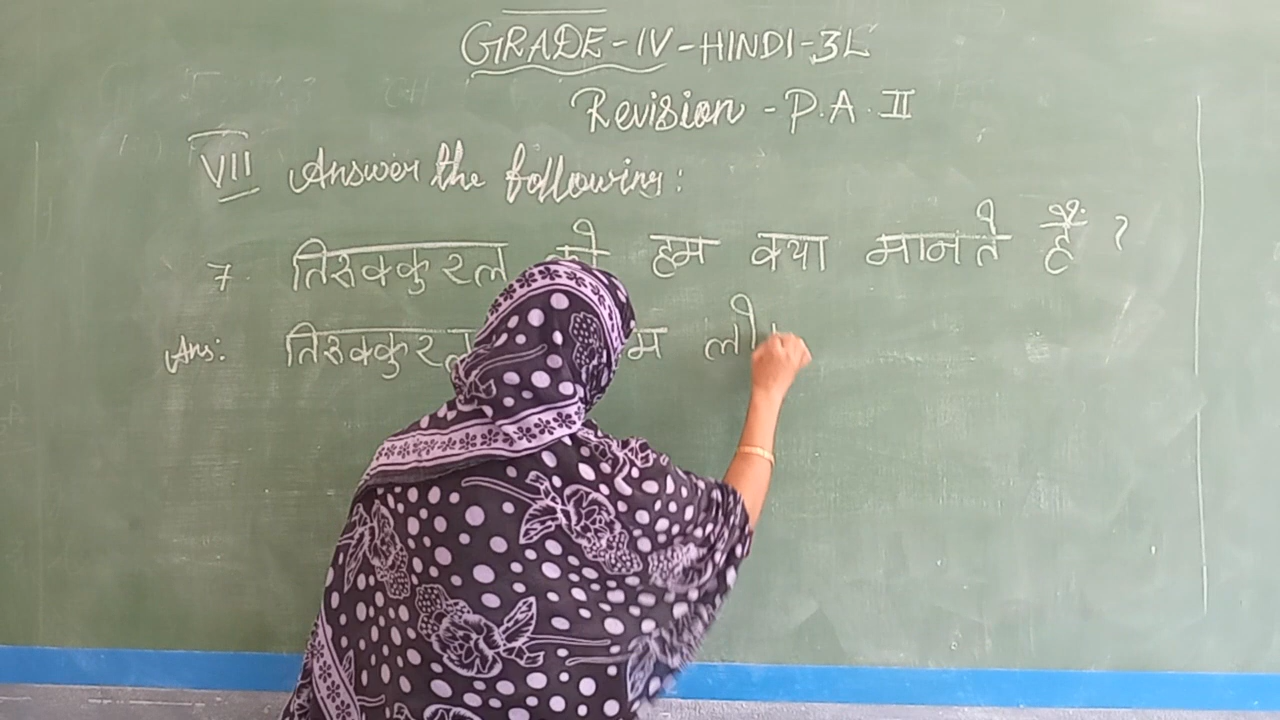 GRADE-IV-HINDI-3L
Revision - P.A. II
VII Answer the following:
7. तिरुक्कुरल को हम क्या मानते हैं ?
Ans: तिरुक्कुरल